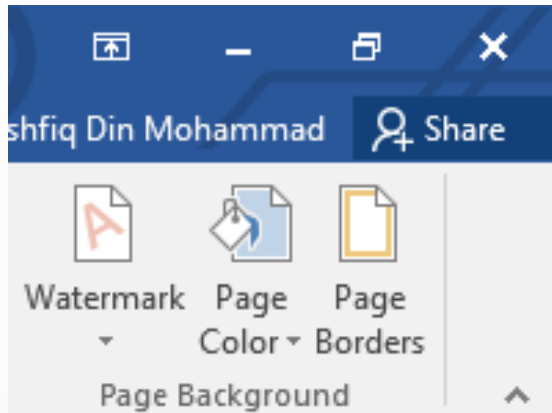 shfiq Din Mohammad Share
Watermark Page Page
Color Borders
Page Background